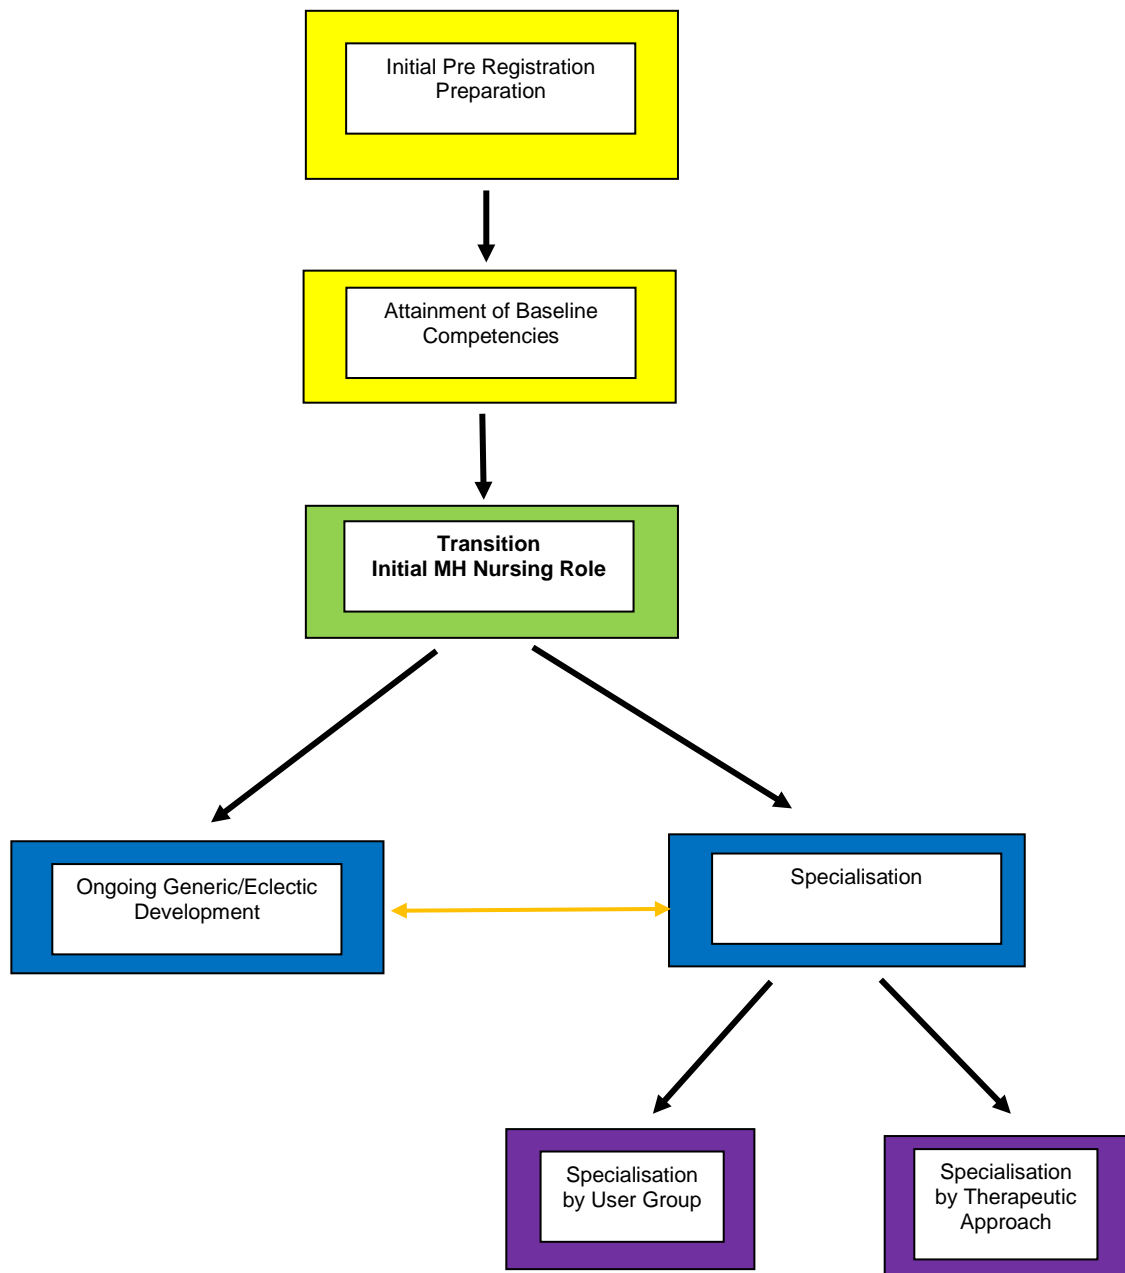 Initial Pre Registration
Preparation
Attainment of Baseline
Competencies
Transition
Initial MH Nursing Role
Ongoing Generic/Eclectic
Development
Specialisation
Specialisation
by User Group
Specialisation
by Therapeutic
Approach